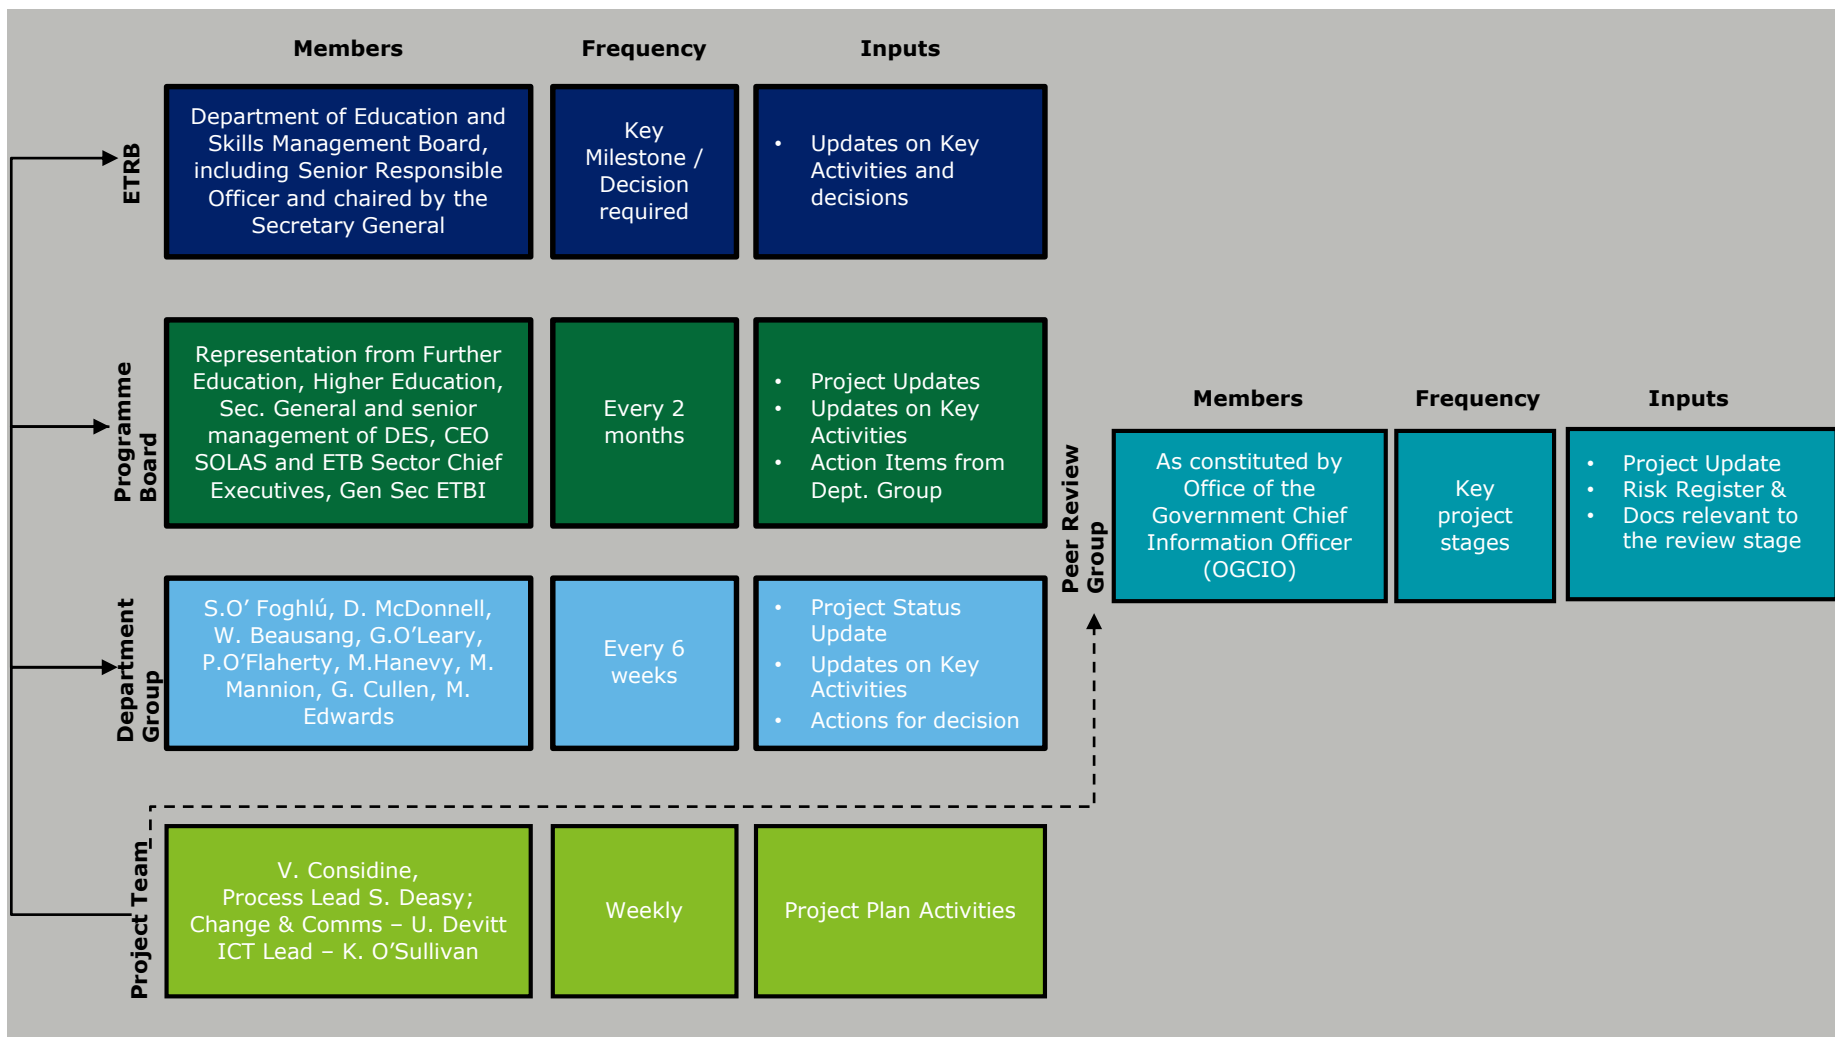 Members
Frequency
Inputs
ETRB
Department of Education and
Skills Management Board,
including Senior Responsible
Officer and chaired by the
Secretary General
Key
Milestone /
Decision
required
• Updates on Key
Activities and
decisions
Programme
Board
Representation from Further
Education, Higher Education,
Sec. General and senior
management of DES, CEO
SOLAS and ETB Sector Chief
Executives, Gen Sec ETBI
Every 2
months
• Project Updates
• Updates on Key
Activities
• Action Items from
Dept. Group
Department
Group
S.O’ Foghlú, D. McDonnell,
W. Beausang, G.O’Leary,
P.O’Flaherty, M.Hanevy, M.
Mannion, G. Cullen, M.
Edwards
Every 6
weeks
• Project Status
Update
• Updates on Key
Activities
• Actions for decision
Project Team
V. Considine,
Process Lead S. Deasy;
Change & Comms – U. Devitt
ICT Lead – K. O’Sullivan
Weekly
Project Plan Activities
Members
Frequency
Inputs
Peer Review
Group
As constituted by
Office of the
Government Chief
Information Officer
(OGCIO)
Key
project
stages
• Project Update
• Risk Register &
• Docs relevant to
the review stage